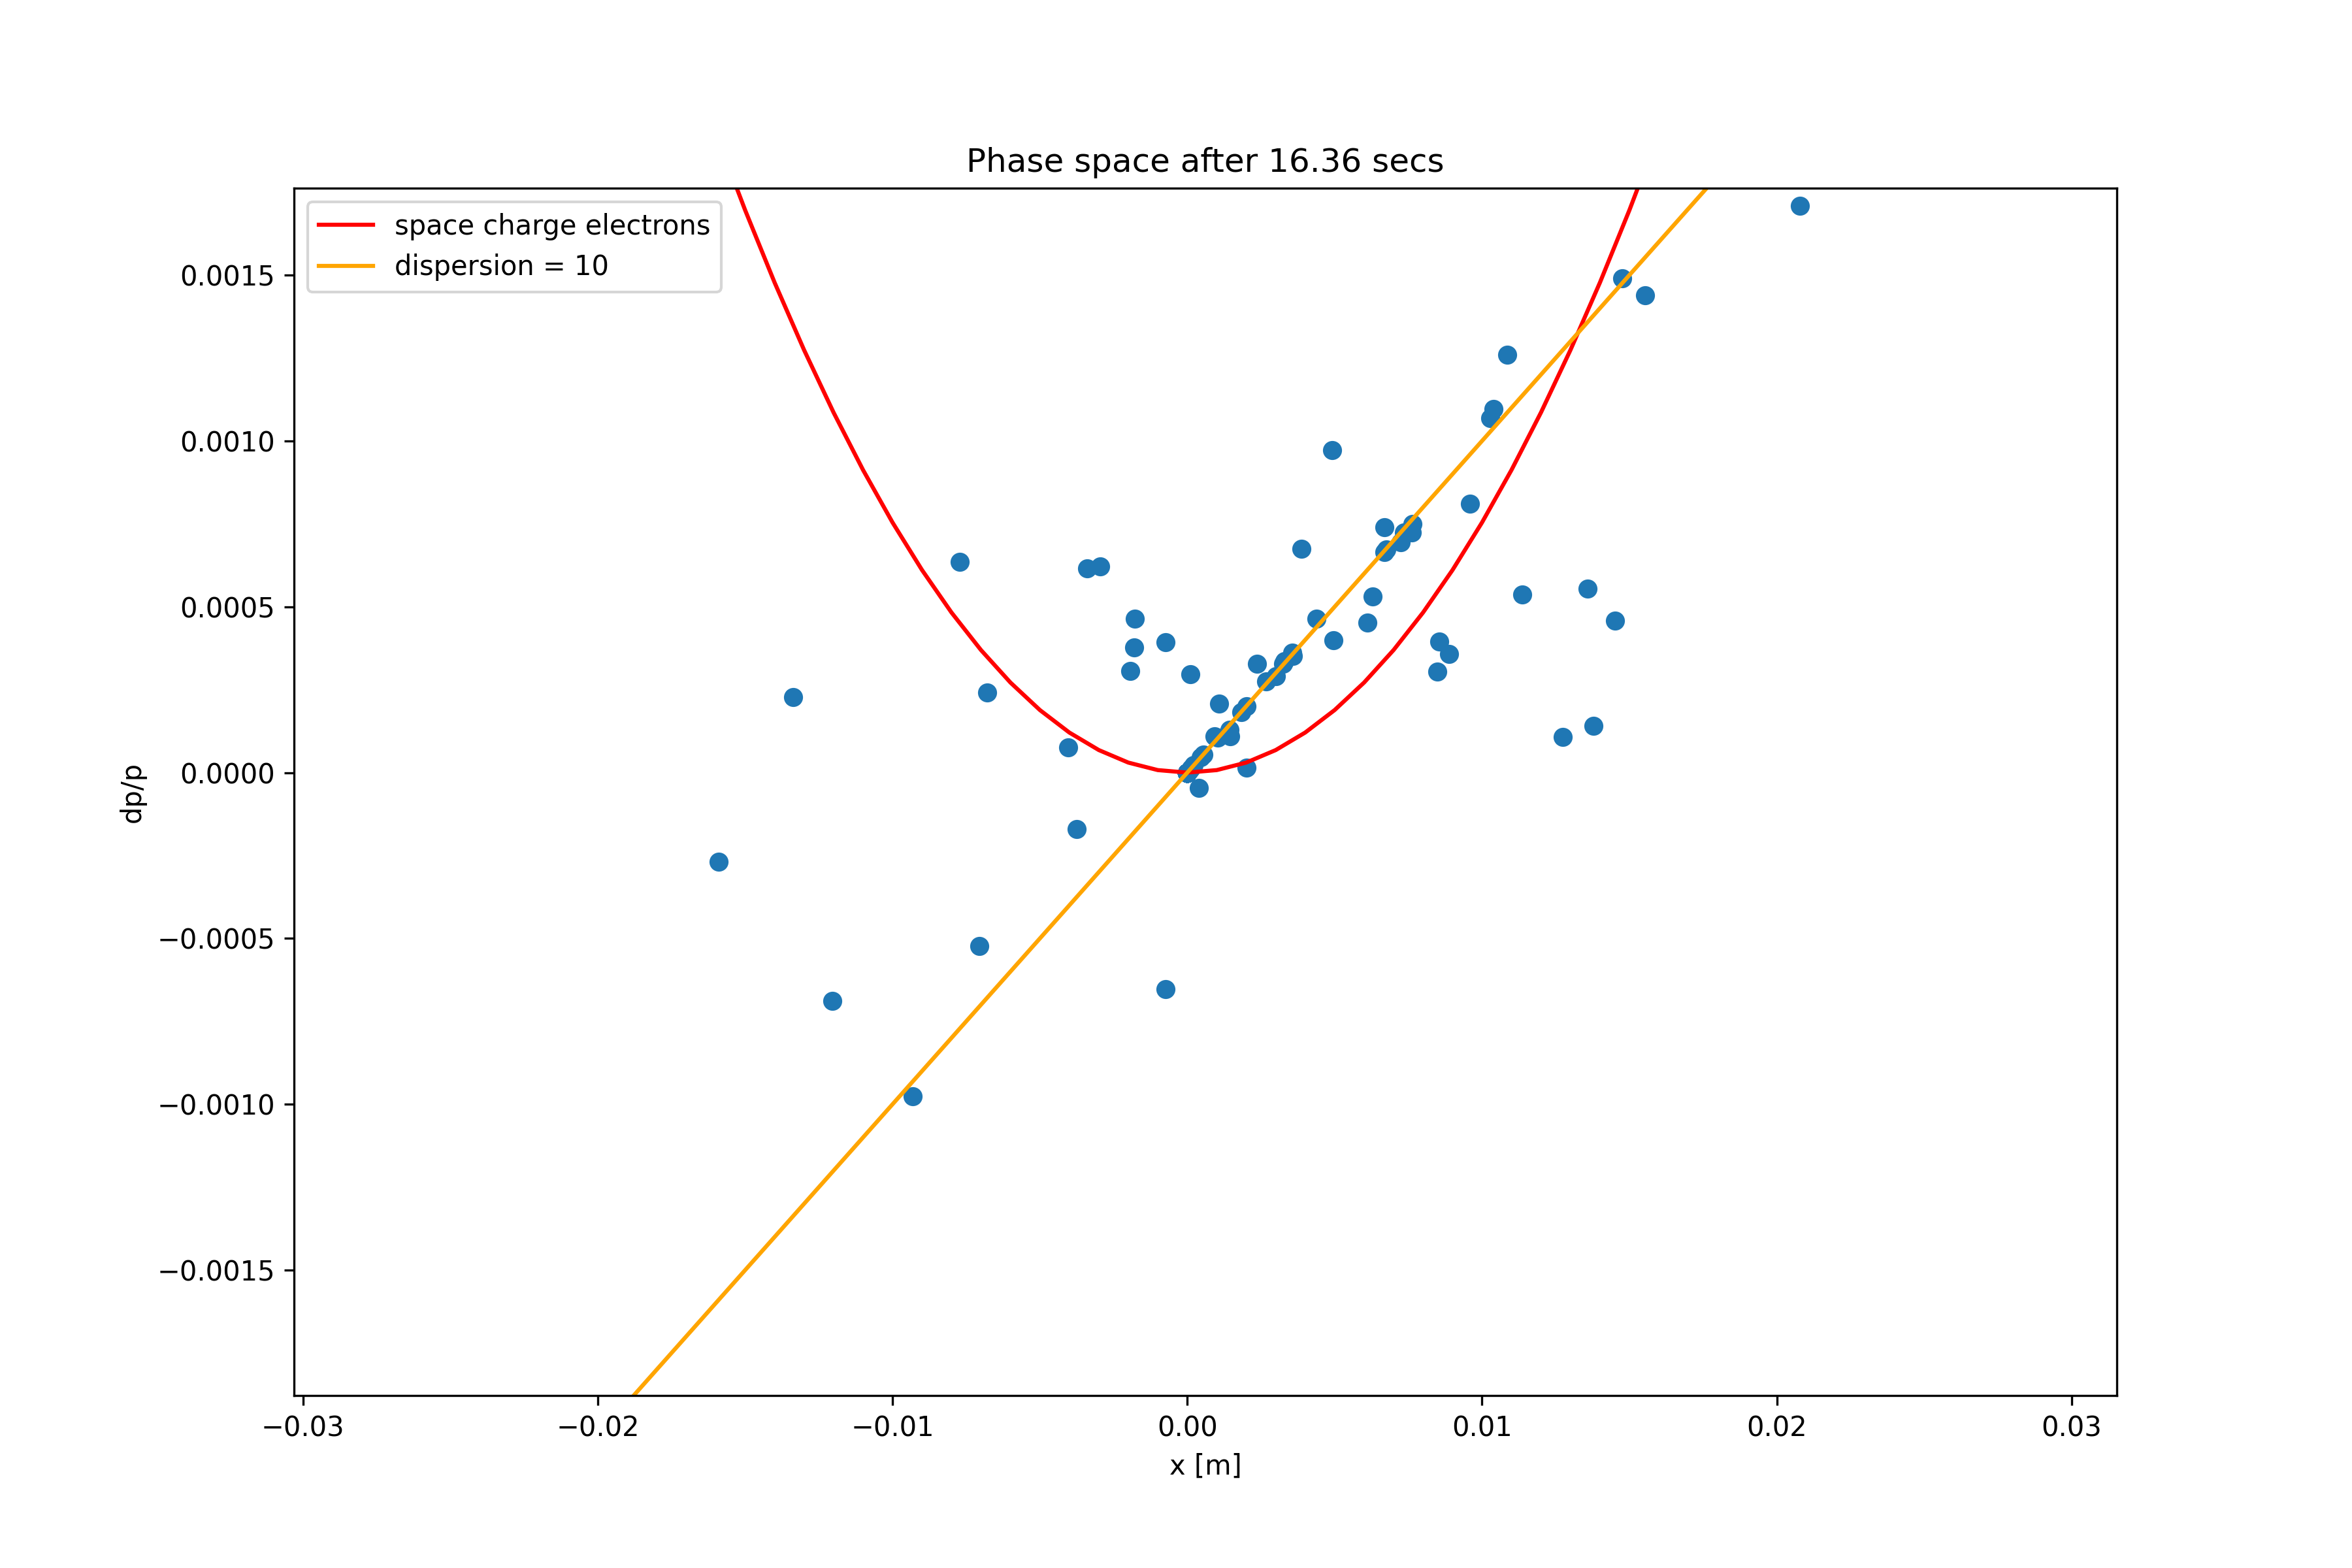 Phase space after 16.36 secs
space charge electrons
dispersion = 10
0.0015
0.0010
0.0005
0.0000
−0.0005
−0.0010
−0.0015
dp/p
−0.03
−0.02
−0.01
0.00
0.01
0.02
0.03
x [m]